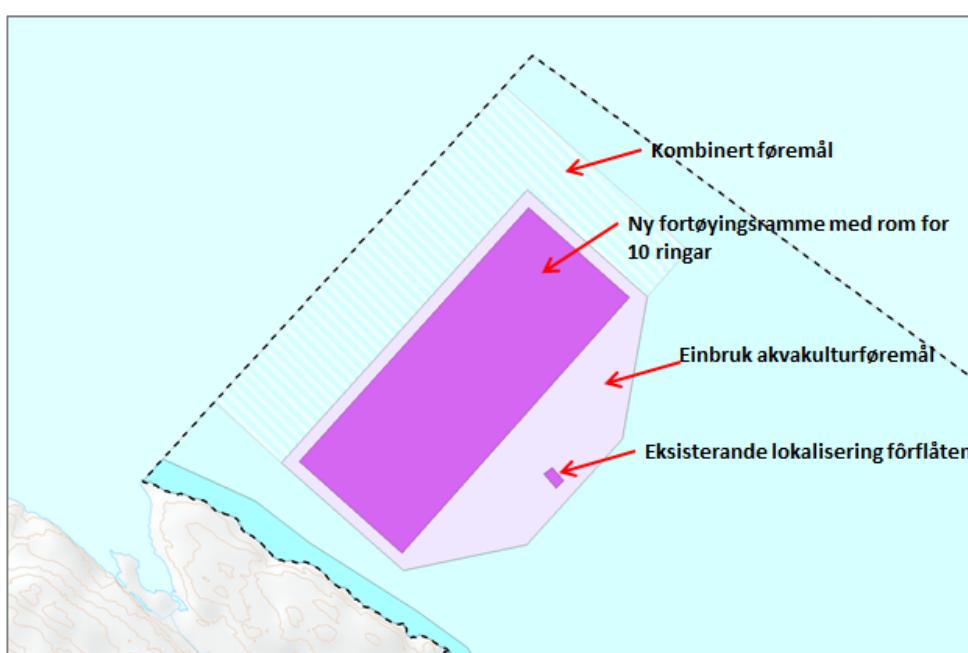 Kombinert føremål
Ny fortøyingsramme med rom for
10 ringar
Einbruk akvakulturføremål
Eksisterande lokalisering fôrflåten